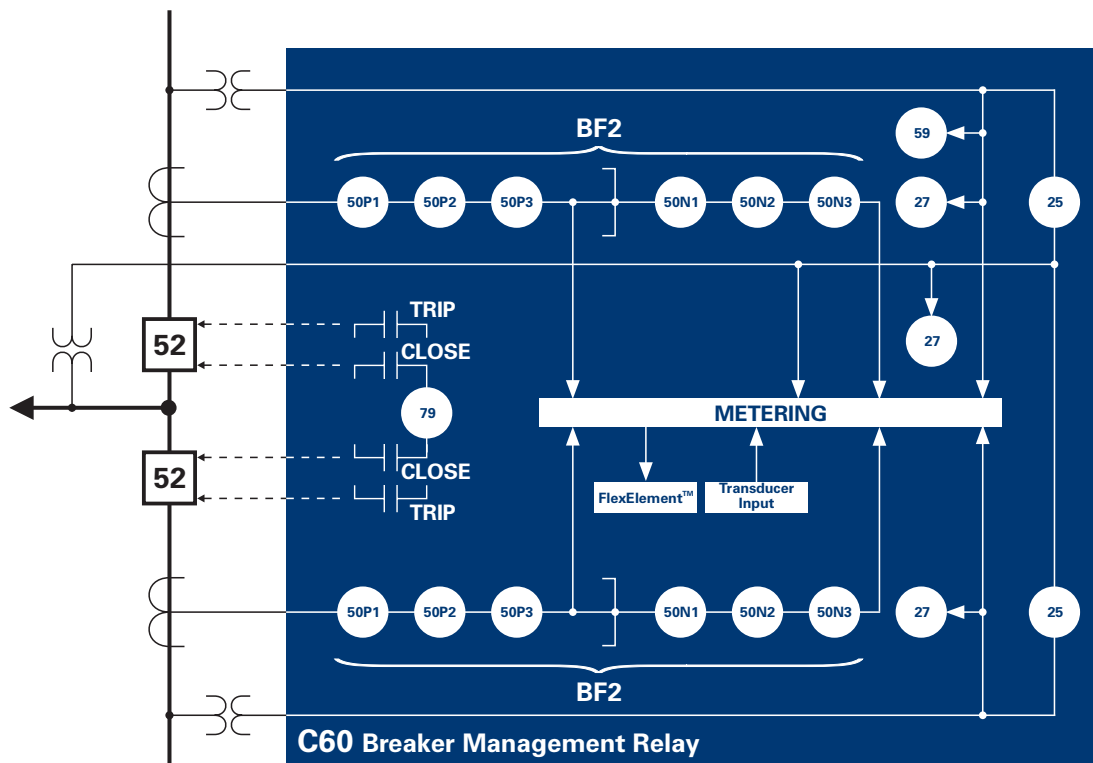 BF2
59
50P1 50P2 50P3 50N1 50N2 50N3 27 25
TRIP
52
27
CLOSE
79
METERING
52
CLOSE
FlexElement™
Transducer
Input
TRIP
50P1 50P2 50P3 50N1 50N2 50N3 27 25
BF2
C60 Breaker Management Relay